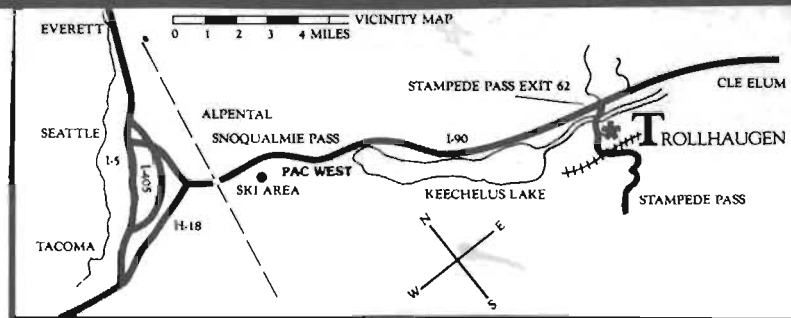 EVERETT
VICINITY MAP
0 1 2 3 4 MILES
STAMPEDE PASS EXIT 62
CLE ELUM
ALPENTAL
SEATTLE
SNOQUALMIE PASS
I-90
TROLLHAUGEN
I-5
I-405
PAC WEST
SKI AREA
KEECHELUS LAKE
STAMPEDE PASS
H-18
TACOMA
N
E
W
S